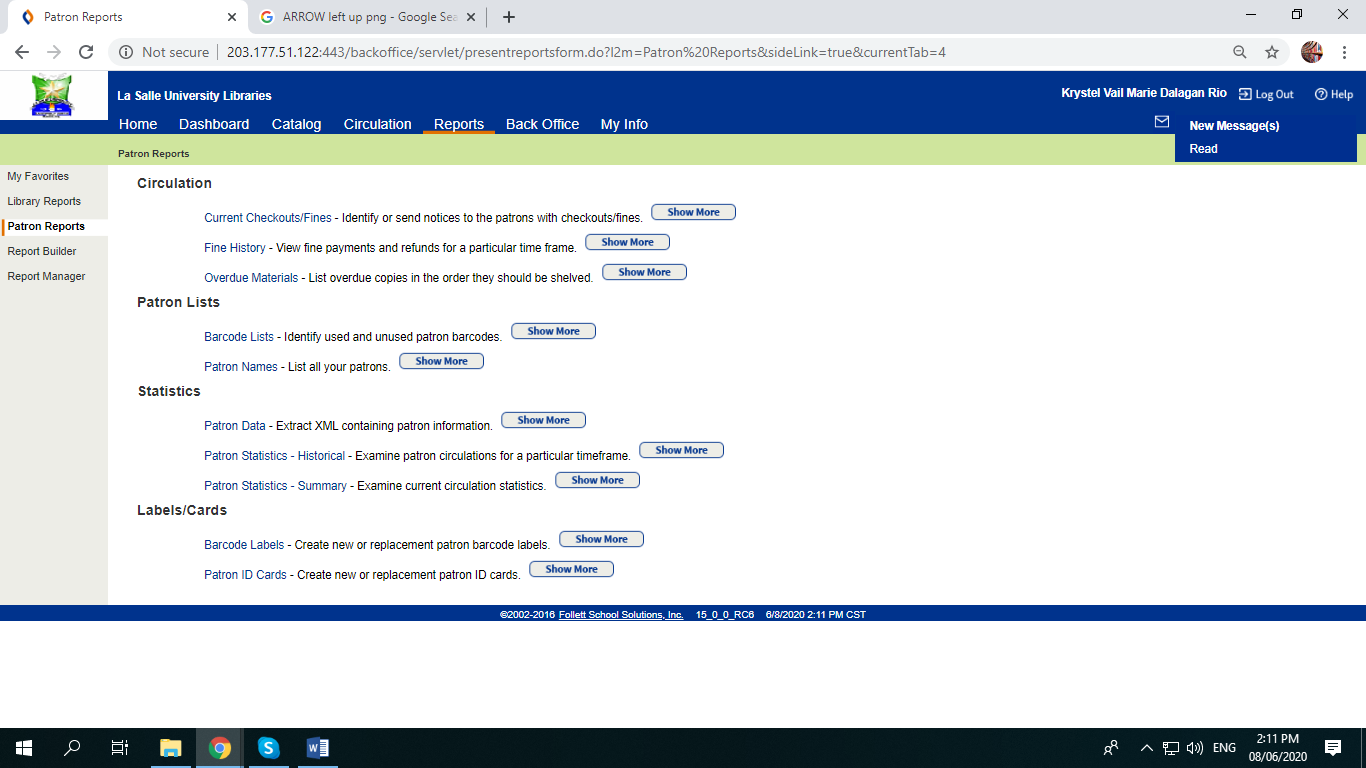 Patron Reports
ARROW left up png - Google Sea
Not secure 203.177.51.122:443/backoffice/servlet/presentreportsform.do?l2m=Patron%20Reports&sideLink=true&currentTab=4
La Salle University Libraries
Krystel Vail Marie Dalagan Rio Log Out Help
Home Dashboard Catalog Circulation Reports Back Office My Info
New Message(s)
Read
Patron Reports
My Favorites
Library Reports
Patron Reports
Report Builder
Report Manager
Circulation
Current Checkouts/Fines - Identify or send notices to the patrons with checkouts/fines. Show More
Fine History - View fine payments and refunds for a particular time frame. Show More
Overdue Materials - List overdue copies in the order they should be shelved. Show More
Patron Lists
Barcode Lists - Identify used and unused patron barcodes. Show More
Patron Names - List all your patrons. Show More
Statistics
Patron Data - Extract XML containing patron information. Show More
Patron Statistics - Historical - Examine patron circulations for a particular timeframe. Show More
Patron Statistics - Summary - Examine current circulation statistics. Show More
Labels/Cards
Barcode Labels - Create new or replacement patron barcode labels. Show More
Patron ID Cards - Create new or replacement patron ID cards. Show More
©2002-2016 Follett School Solutions, Inc. 15_0_0_RC6 6/8/2020 2:11 PM CST
ENG
2:11 PM
08/06/2020